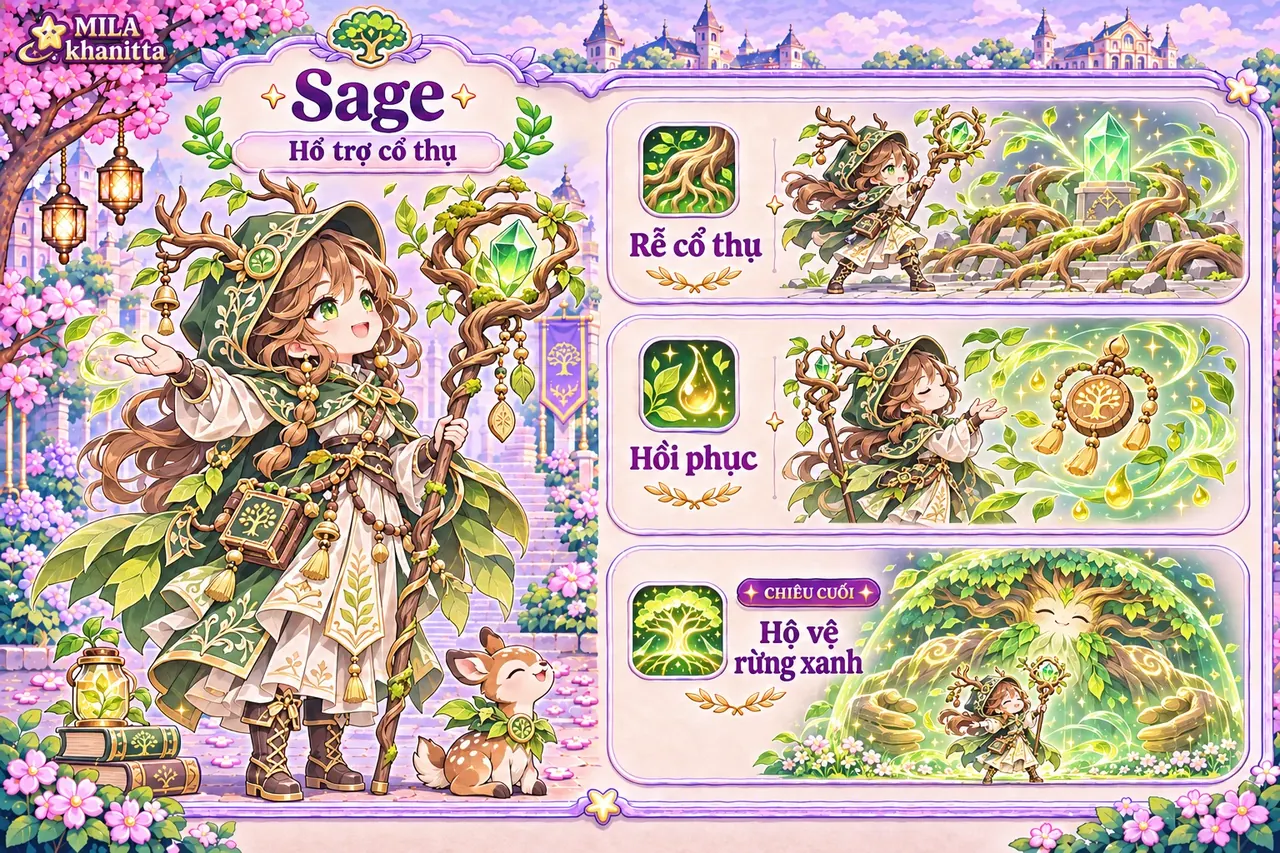 MILA
khanitta
Sage
Hổ trợ cổ thụ
Rễ cổ thụ
Hồi phục
CHIÊU CUỐI
Hộ vệ
rừng xanh